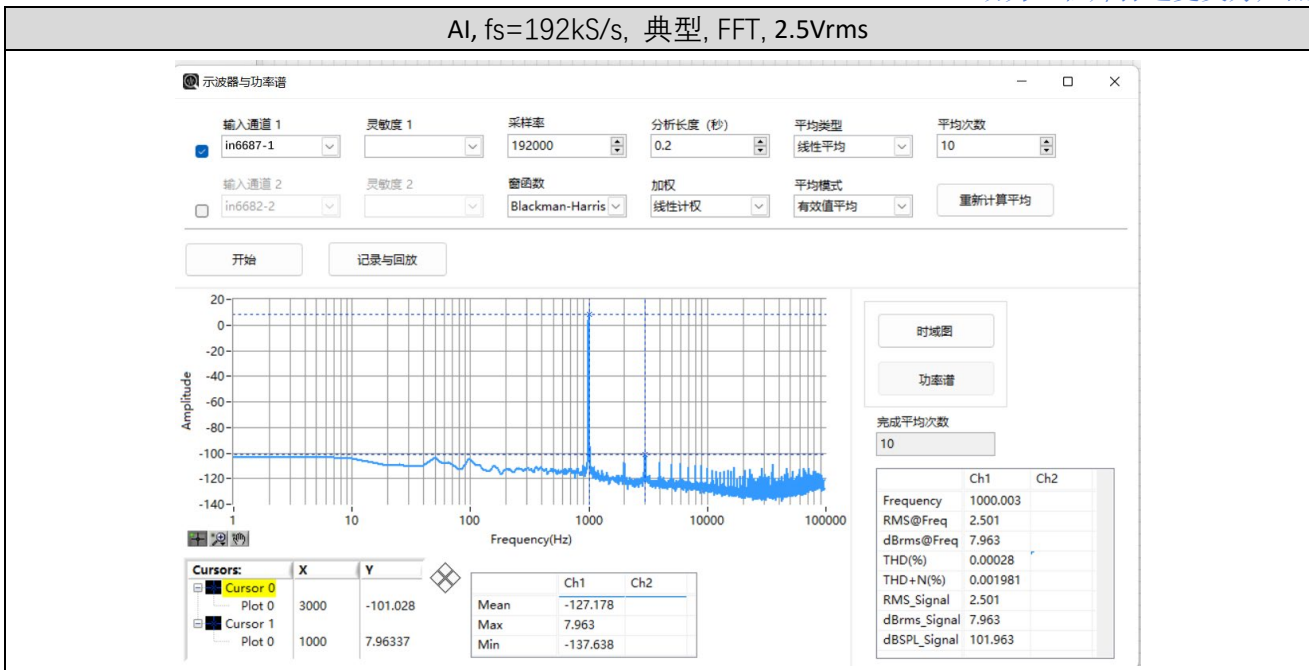 AI, fs=192kS/s, 典型, FFT, 2.5Vrms
示波器与功率谱
输入通道 1 灵敏度 1 采样率 分析长度（秒） 平均类型 平均次数
in6687-1 192000 0.2 线性平均 10
输入通道 2 灵敏度 2 窗函数 加权 平均模式
in6682-2 Blackman-Harris 线性计权 有效值平均 重新计算平均
开始 记录与回放
20
0
-20
-40
-60
-80
-100
-120
-140
Amplitude
1 10 100 1000 10000 100000
Frequency(Hz)
时域图
功率谱
完成平均次数
10
Cursors: X Y
Cursor 0
Plot 0 3000 -101.028
Cursor 1
Plot 0 1000 7.96337
Ch1 Ch2
Mean -127.178
Max 7.963
Min -137.638
Ch1 Ch2
Frequency 1000.003
RMS@Freq 2.501
dBrms@Freq 7.963
THD(%) 0.00028
THD+N(%) 0.001981
RMS_Signal 2.501
dBrms_Signal 7.963
dBSPL_Signal 101.963